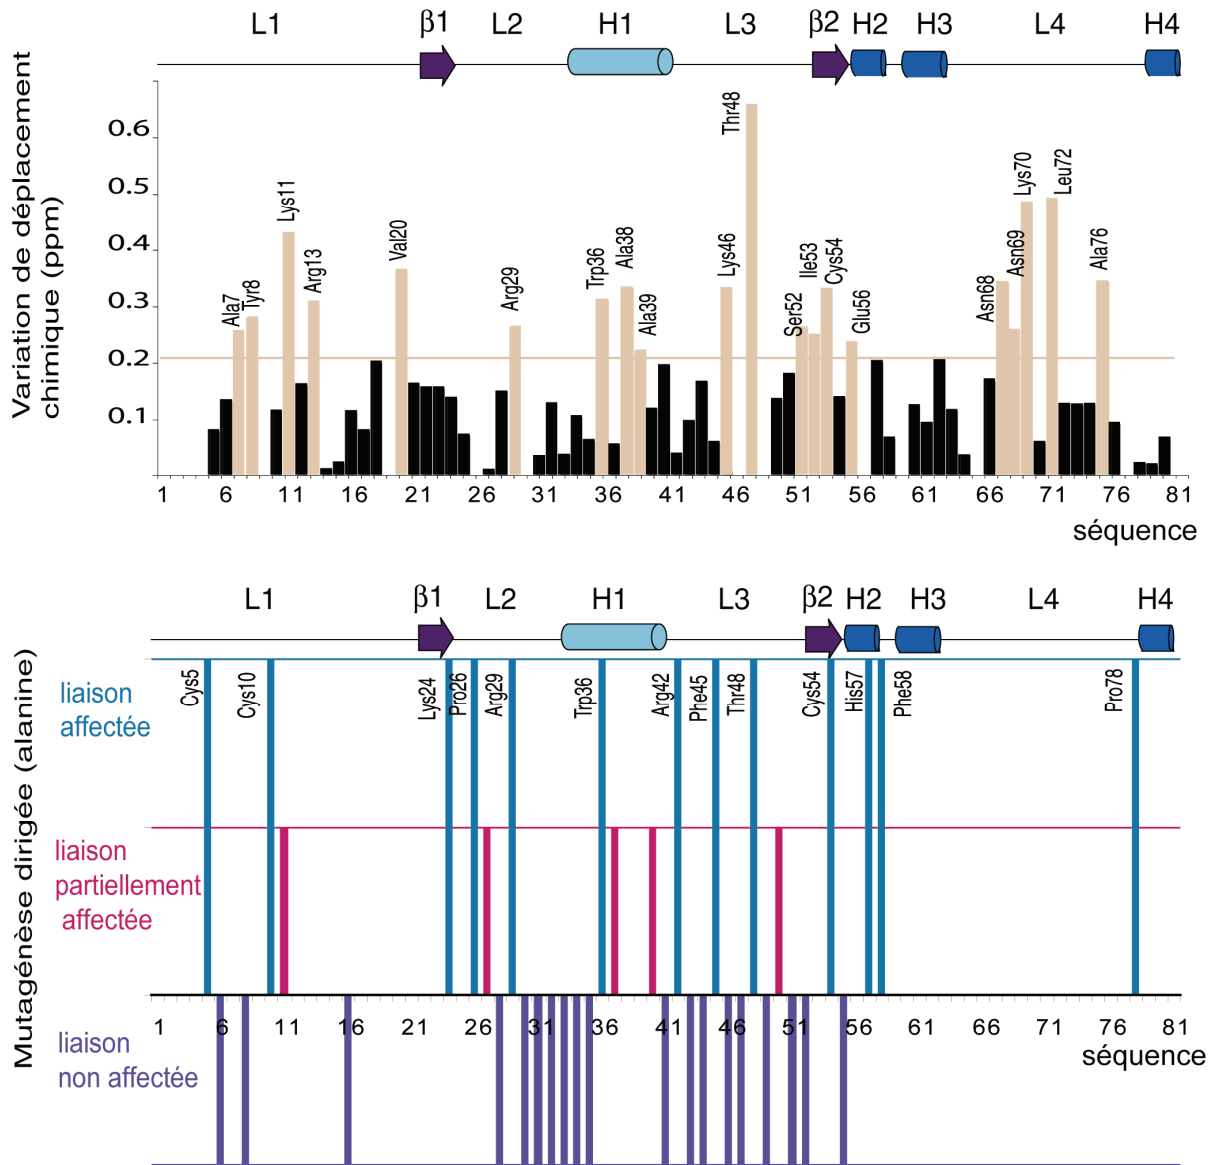 L1 β1 L2 H1 L3 β2 H2 H3 L4 H4
Variation de déplacement
chimique (ppm)
0.6
0.5
0.4
0.3
0.2
0.1
Ala7
Tyr8
Lys11
Arg13
Val20
Arg29
Trp36
Ala38
Ala39
Lys46
Thr48
Ser52
Ile53
Cys54
Glu56
Asn68
Asn69
Lys70
Leu72
Ala76
1 6 11 16 21 26 31 36 41 46 51 56 61 66 71 76 81
séquence
L1 β1 L2 H1 L3 β2 H2 H3 L4 H4
Mutagénèse dirigée (alanine)
liaison
affectée
Cys5
Cys10
Lys24
Pro26
Arg29
Trp36
Arg42
Phe45
Thr48
Cys54
His57
Phe58
Pro78
liaison
partiellement
affectée
1 6 11 16 21 26 31 36 41 46 51 56 61 66 71 76 81
séquence
liaison
non affectée